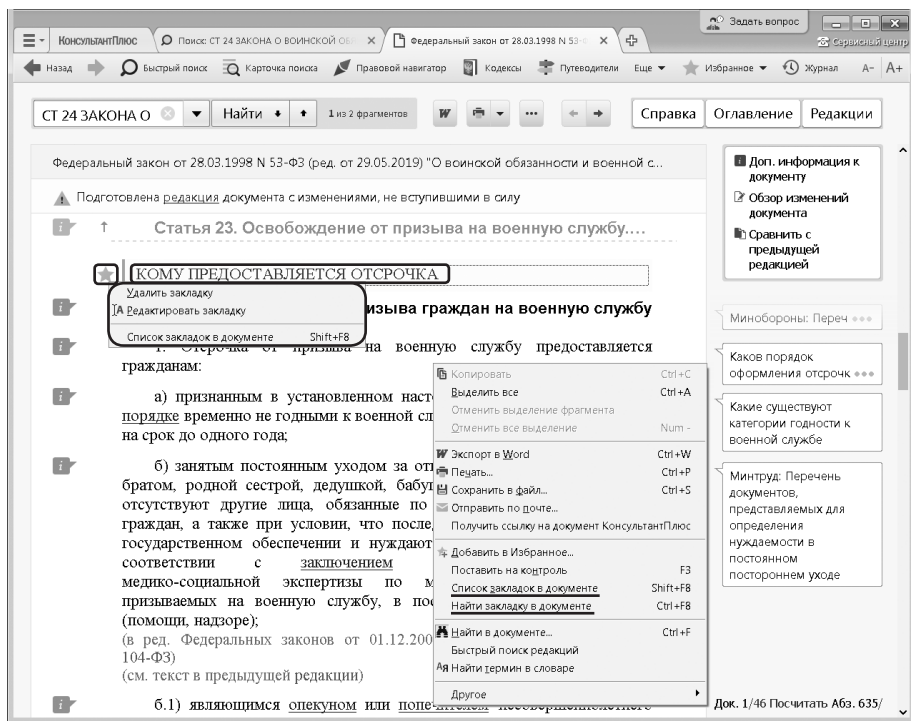 Задать вопрос
КонсультантПлюс
Поиск: СТ 24 ЗАКОНА О ВОИНСКОЙ ОБ
Федеральный закон от 28.03.1998 N 53-
Сервисный центр
Назад
Быстрый поиск
Карточка поиска
Правовой навигатор
Кодексы
Путеводители
Еще
Избранное
Журнал
A−
A+
СТ 24 ЗАКОНА О
Найти
1 из 2 фрагментов
Справка
Оглавление
Редакции
Федеральный закон от 28.03.1998 N 53-ФЗ (ред. от 29.05.2019) "О воинской обязанности и военной с...
Подготовлена редакция документа с изменениями, не вступившими в силу
Статья 23. Освобождение от призыва на военную службу....
КОМУ ПРЕДОСТАВЛЯЕТСЯ ОТСРОЧКА
Удалить закладку
Редактировать закладку
Список закладок в документе Shift+F8
изыва граждан на военную службу
1. Отсрочка от призыва на военную службу предоставляется
гражданам:
а) признанным в установленном наст
порядке временно не годными к военной сл
на срок до одного года;
б) занятым постоянным уходом за от
братом, родной сестрой, дедушкой, бабу
отсутствуют другие лица, обязанные по
граждан, а также при условии, что после
государственном обеспечении и нуждают
соответствии с заключением
медико-социальной экспертизы по м
призываемых на военную службу, в по
(помощи, надзоре);
(в ред. Федеральных законов от 01.12.200
104-ФЗ)
(см. текст в предыдущей редакции)
б.1) являющимся опекуном или попечителем несовершеннолетнего
Копировать Ctrl+C
Выделить все Ctrl+A
Отменить выделение фрагмента
Отменить все выделение Num -
Экспорт в Word Ctrl+W
Печать... Ctrl+P
Сохранить в файл... Ctrl+S
Отправить по почте...
Получить ссылку на документ КонсультантПлюс
Добавить в Избранное...
Поставить на контроль F3
Список закладок в документе Shift+F8
Найти закладку в документе Ctrl+F8
Найти в документе... Ctrl+F
Быстрый поиск редакций
Найти термин в словаре
Другое
Доп. информация к
документу
Обзор изменений
документа
Сравнить с
предыдущей
редакцией
Минобороны: Переч
Каков порядок
оформления отсрочк
Какие существуют
категории годности к
военной службе
Минтруд: Перечень
документов,
представляемых для
определения
нуждаемости в
постоянном
постороннем уходе
Док. 1/46 Посчитать Абз. 635/